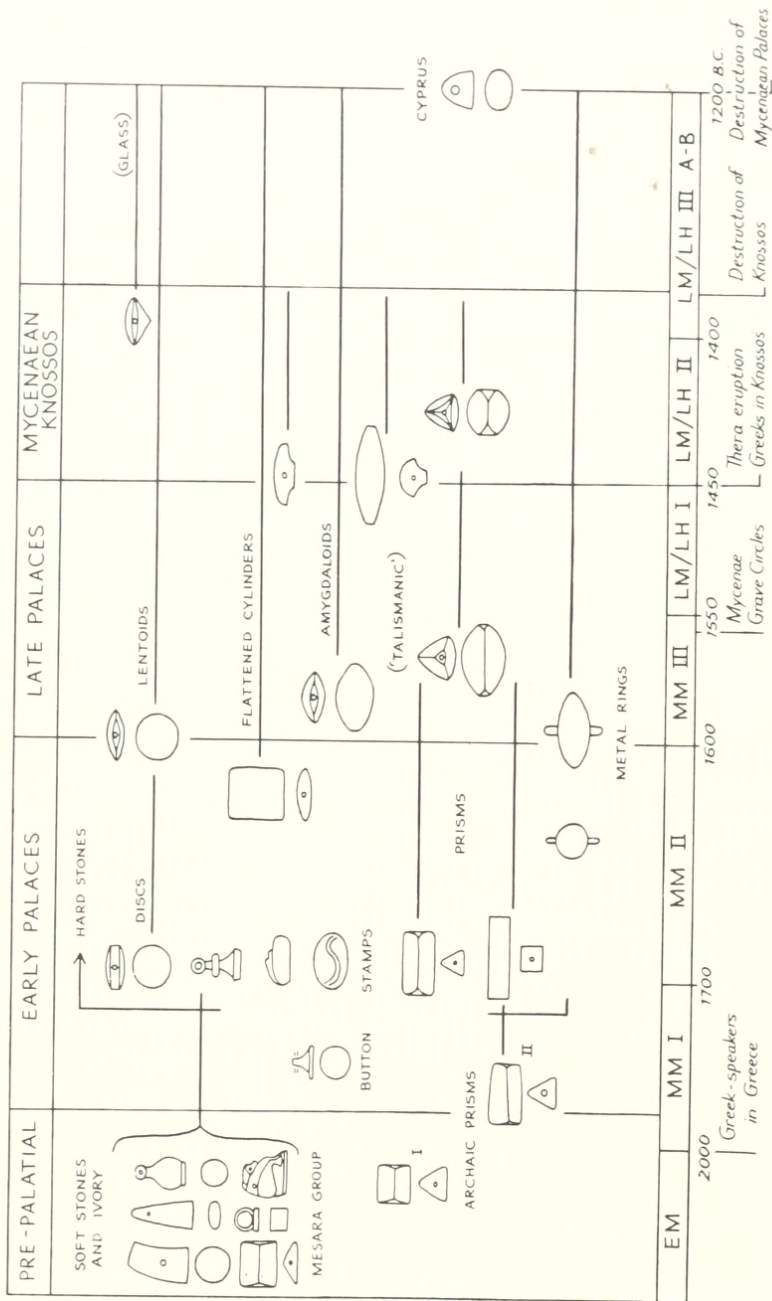 PRE-PALATIAL
EARLY PALACES
LATE PALACES
MYCENAEAN
KNOSSOS
SOFT STONES
AND IVORY
MESARA GROUP
I
ARCHAIC PRISMS
II
BUTTON
HARD STONES
DISCS
STAMPS
PRISMS
METAL RINGS
LENTOIDS
FLATTENED CYLINDERS
AMYGDALOIDS
('TALISMANIC')
(GLASS)
CYPRUS
EM
MM I
MM II
MM III
LM/LH I
LM/LH II
LM/LH III A-B
2000
1700
1600
1550
1450
1400
1200 B.C.
Greek-speakers
in Greece
Mycenae
Grave Circles
Thera eruption
Greeks in Knossos
Destruction of
Knossos
Destruction of
Mycenaean Palaces